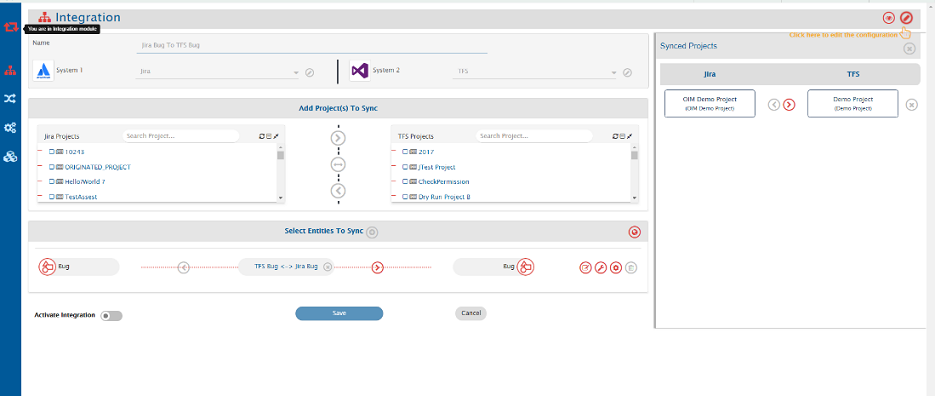 Integration
You are in Integration module
Click here to edit the configuration
Name
Jira Bug To TFS Bug
System 1
Jira
System 2
TFS
Synced Projects
Jira
TFS
OIM Demo Project
(OIM Demo Project)
Demo Project
(Demo Project)
Add Project(s) To Sync
Jira Projects
Search Project...
TFS Projects
Search Project...
10243
ORIGINATED_PROJECT
HelloWorld 7
TestAssest
2017
JTest Project
CheckPermission
Dry Run Project B
Select Entities To Sync
Bug
TFS Bug <-> Jira Bug
Bug
Activate Integration
Save
Cancel